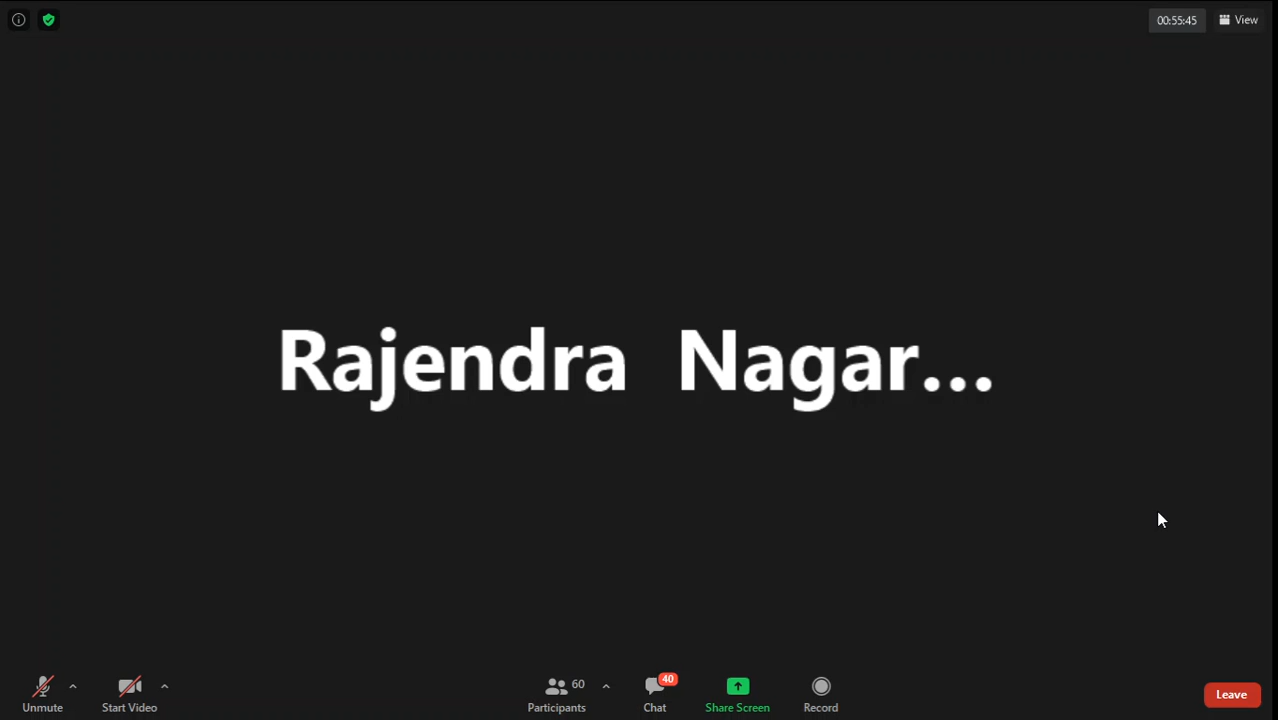 00:55:45 View
Rajendra Nagar...
60 40
Unmute Start Video Participants Chat Share Screen Record Leave